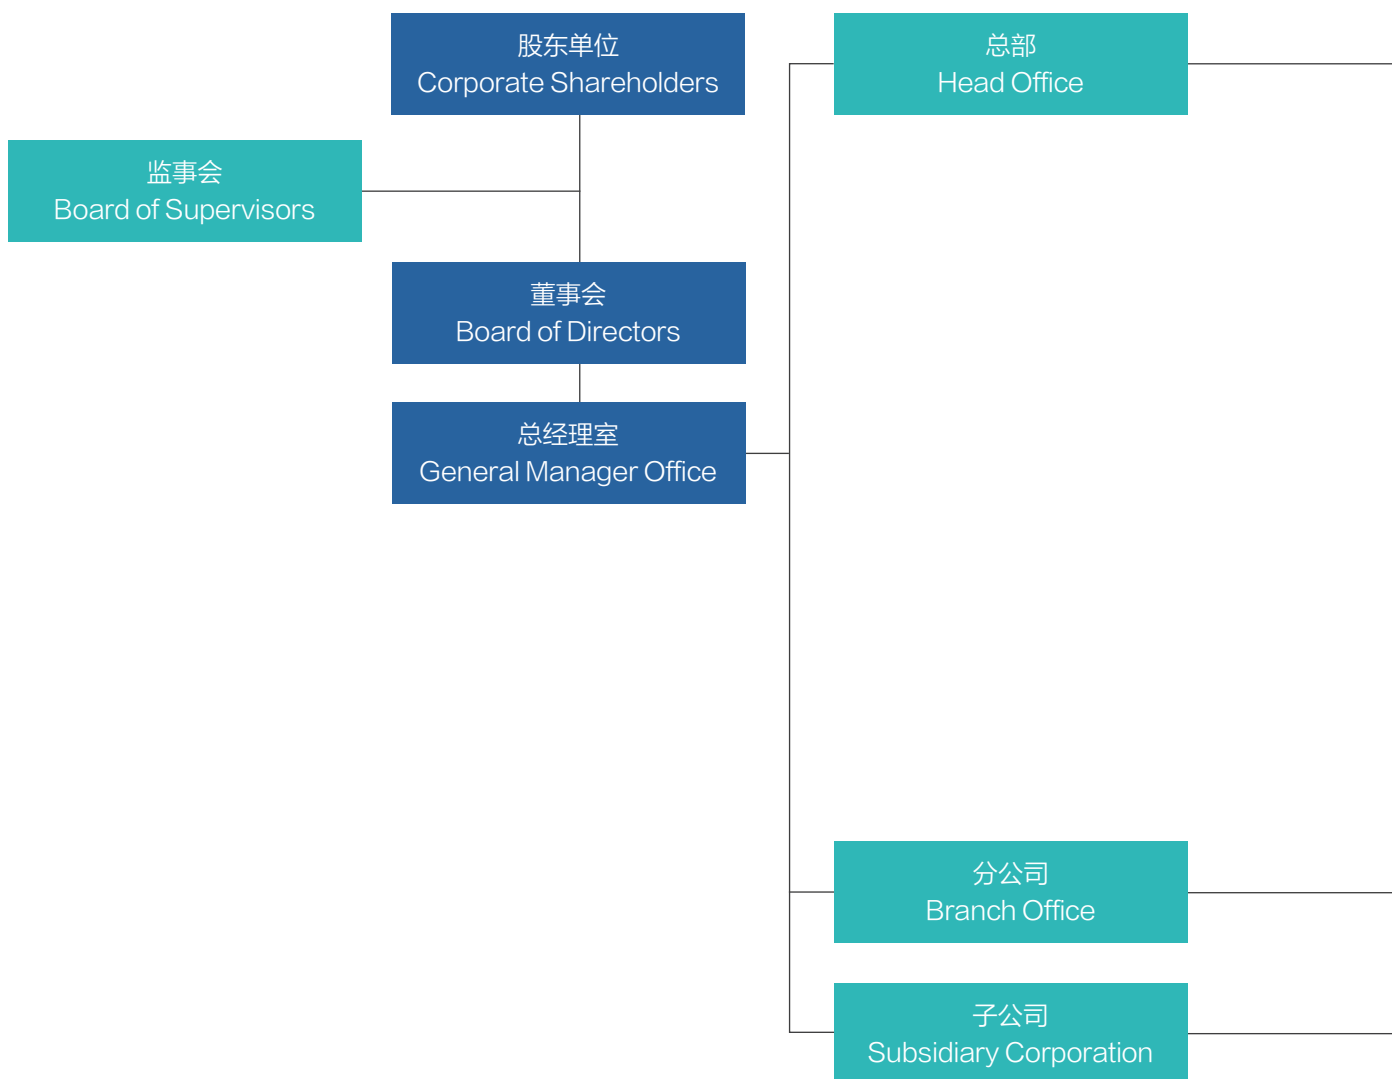 股东单位
Corporate Shareholders
监事会
Board of Supervisors
董事会
Board of Directors
总经理室
General Manager Office
总部
Head Office
分公司
Branch Office
子公司
Subsidiary Corporation